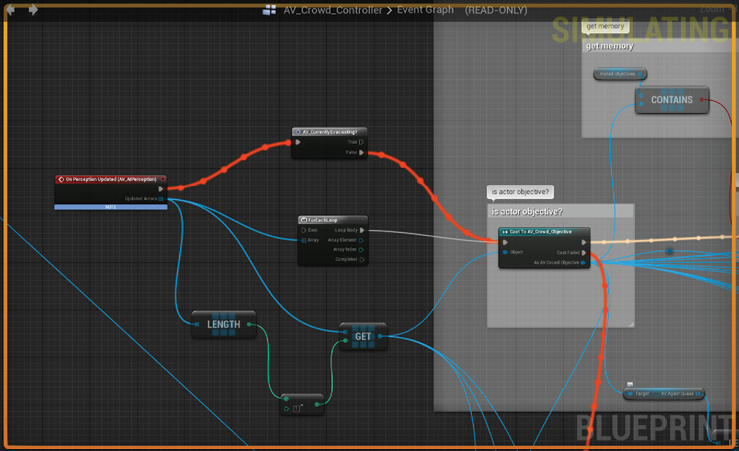 AV_Crowd_Controller > Event Graph (READ-ONLY)
Zoom
SIMULATING
get memory
get memory
CONTAINS
AV_CurrentlyEvacuating?
True
False
On Perception Updated (AV_AIPerception)
Updated Actors
is actor objective?
is actor objective?
ForEachLoop
Exec
Loop Body
Array
Array Element
Array Index
Completed
Cast To AV_Crowd_Objective
Object
Cast Failed
As AV Crowd Objective
LENGTH
GET
Target
AV Agent Queue
BLUEPRINT